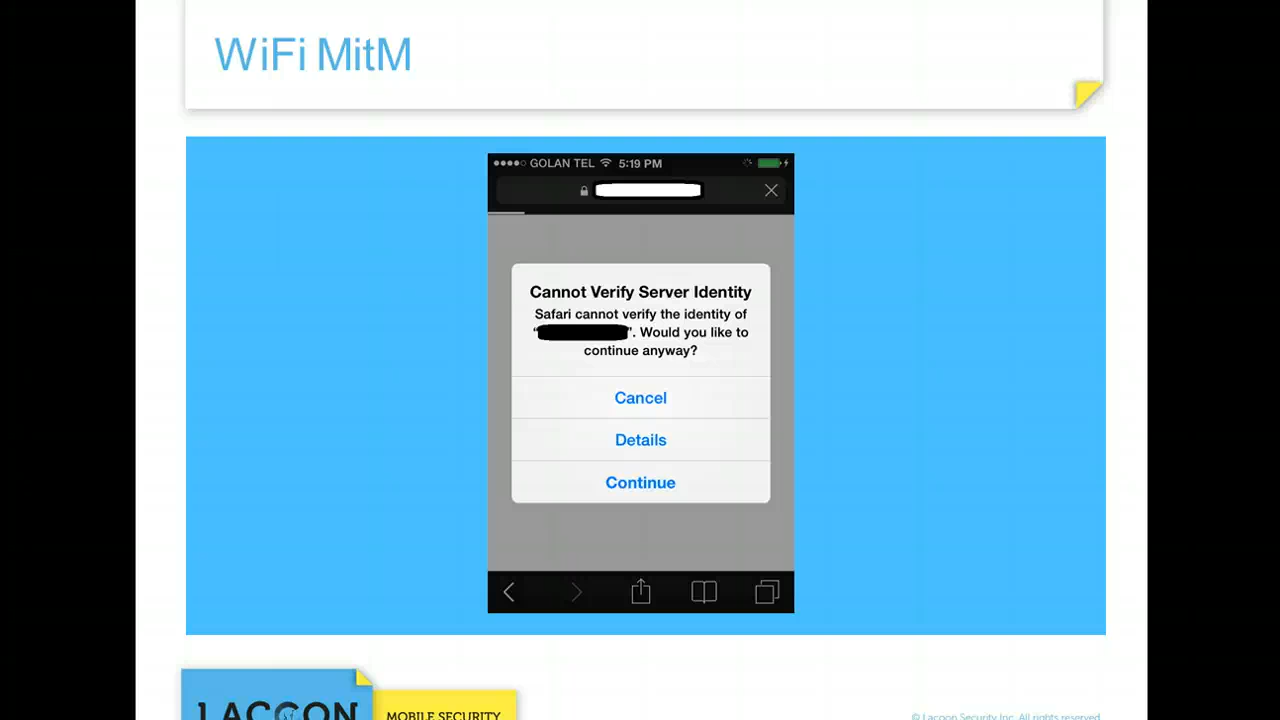 WiFi MitM
GOLAN TEL 5:19 PM
Cannot Verify Server Identity
Safari cannot verify the identity of
“ ”. Would you like to
continue anyway?
Cancel
Details
Continue
LACOON
MOBILE SECURITY
© Lacoon Security Inc. All rights reserved.